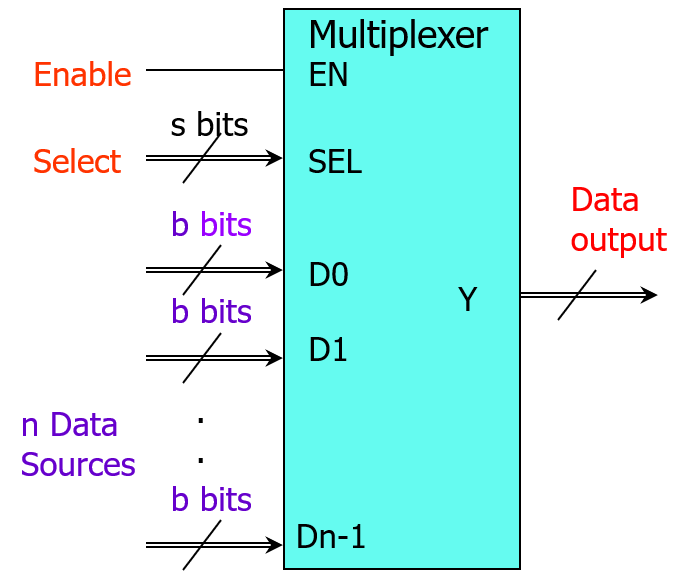 Multiplexer
Enable
EN
s bits
Select
SEL
Data
output
b bits
D0
Y
b bits
D1
n Data
Sources
.
.
b bits
Dn-1